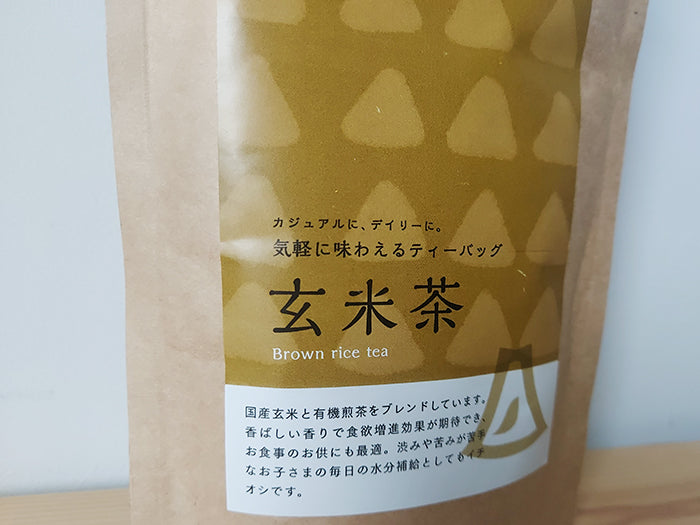 カジュアルに、デイリーに。
気軽に味わえるティーバッグ
玄米茶
Brown rice tea
国産玄米と有機煎茶をブレンドしています。
香ばしい香りで食欲増進効果が期待でき、
お食事のお供にも最適。渋みや苦みが苦手
なお子さまの毎日の水分補給としてもイチ
オシです。